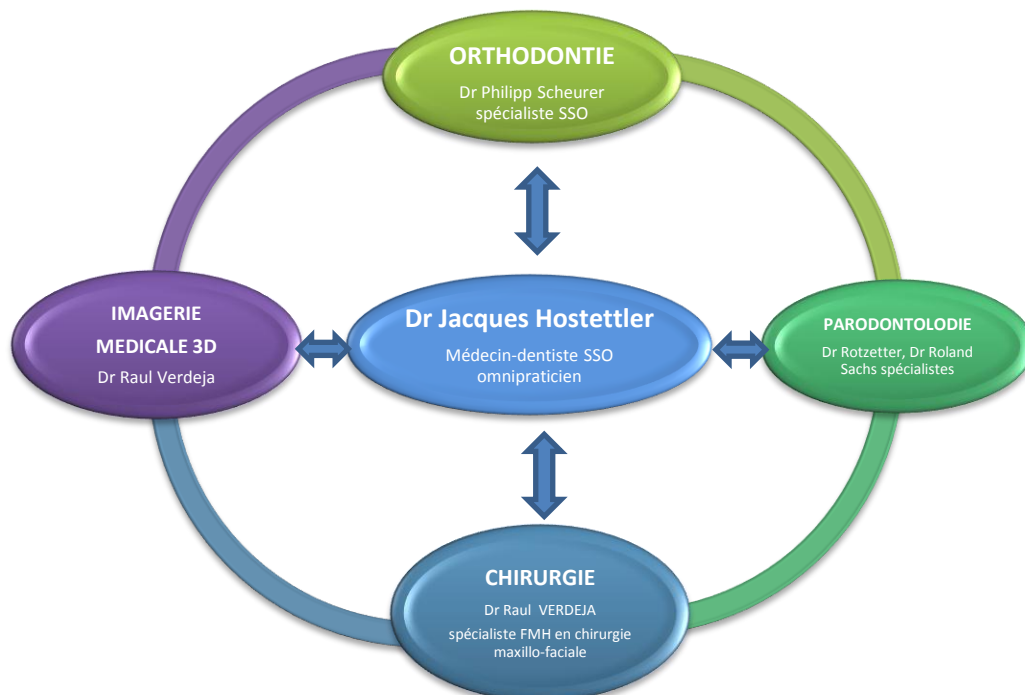 ORTHODONTIE
Dr Philipp Scheurer
spécialiste SSO
IMAGERIE
MEDICALE 3D
Dr Raul Verdeja
Dr Jacques Hostettler
Médecin-dentiste SSO
omnipraticien
PARODONTOLODIE
Dr Rotzetter, Dr Roland
Sachs spécialistes
CHIRURGIE
Dr Raul VERDEJA
spécialiste FMH en chirurgie
maxillo-faciale